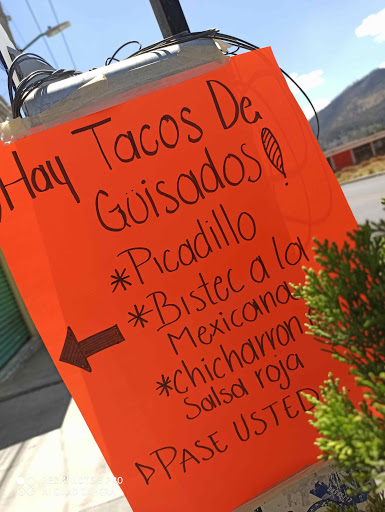 ¡Hay Tacos De
Güisados!
*Picadillo
*Bistec a la
Mexicana
*chicharron
salsa roja
PASE USTED